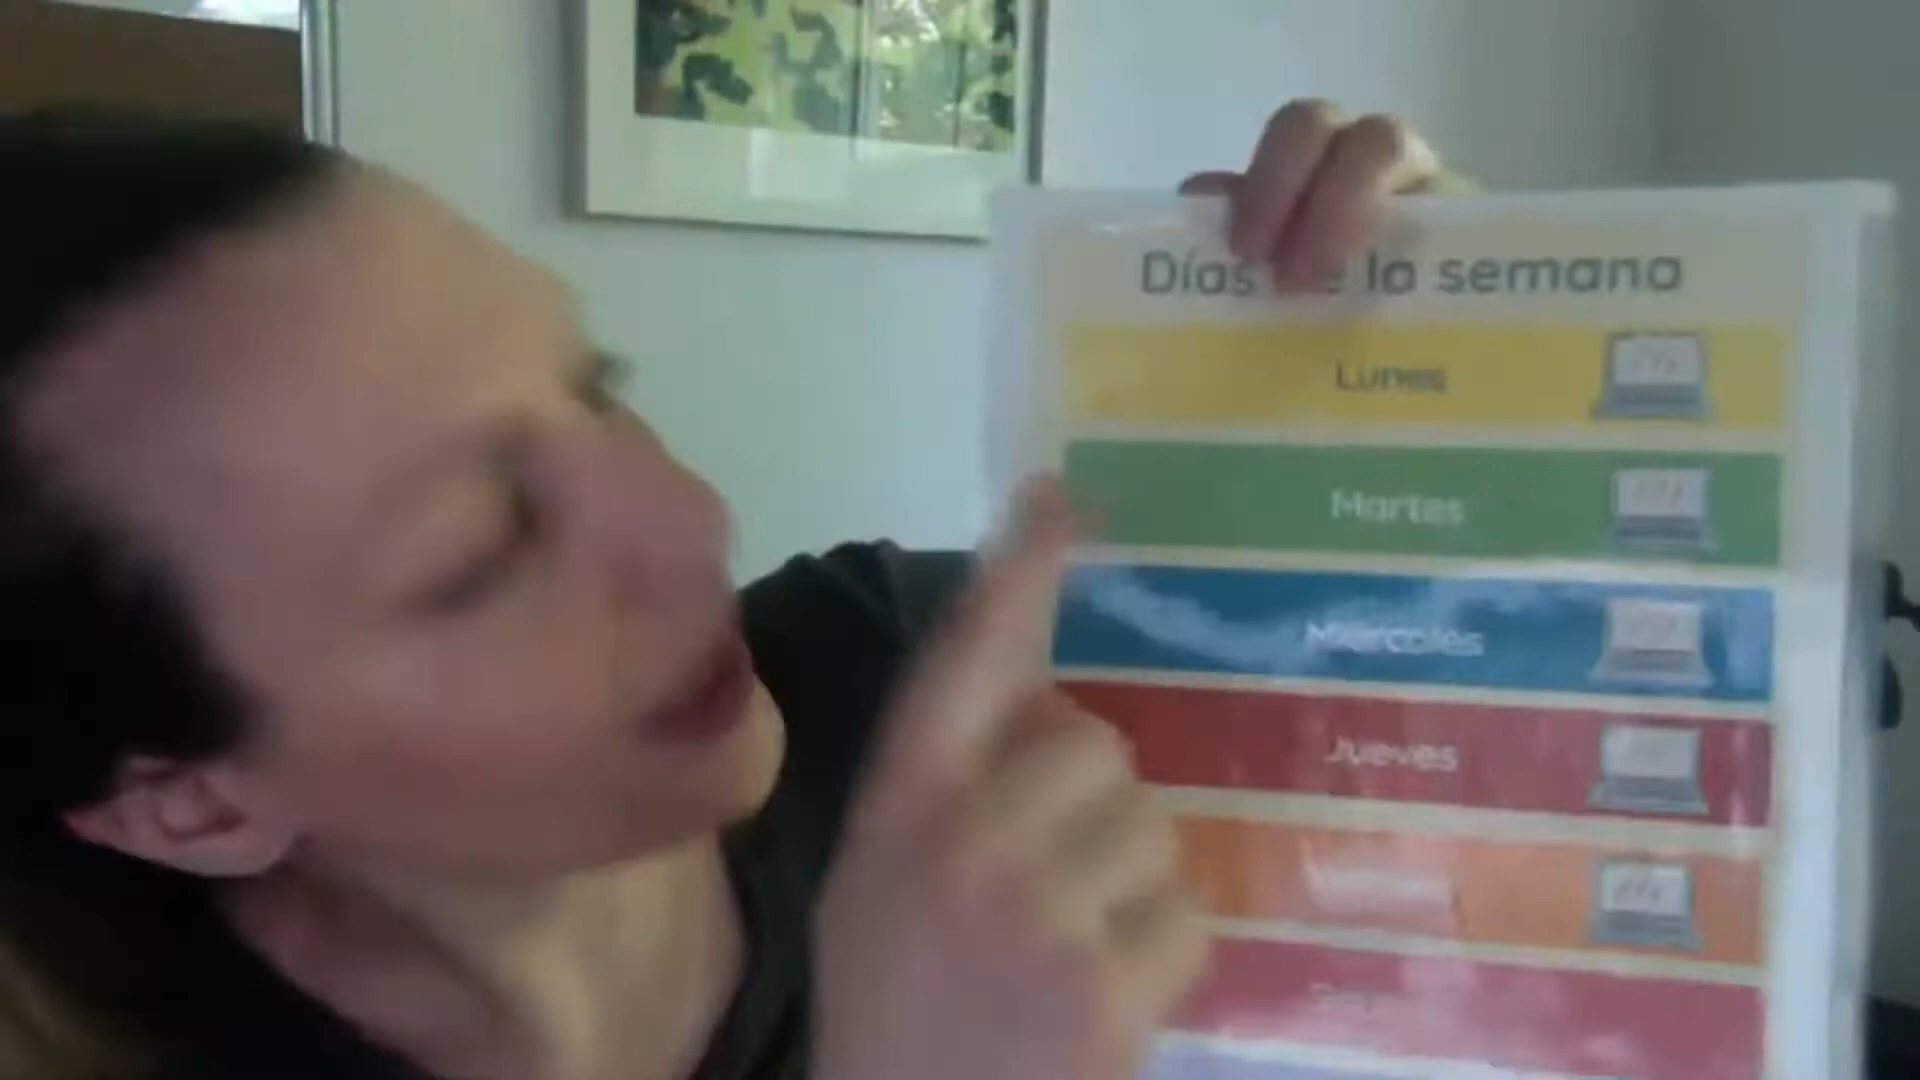 Días de la semana
Lunes
Martes
Miércoles
Jueves